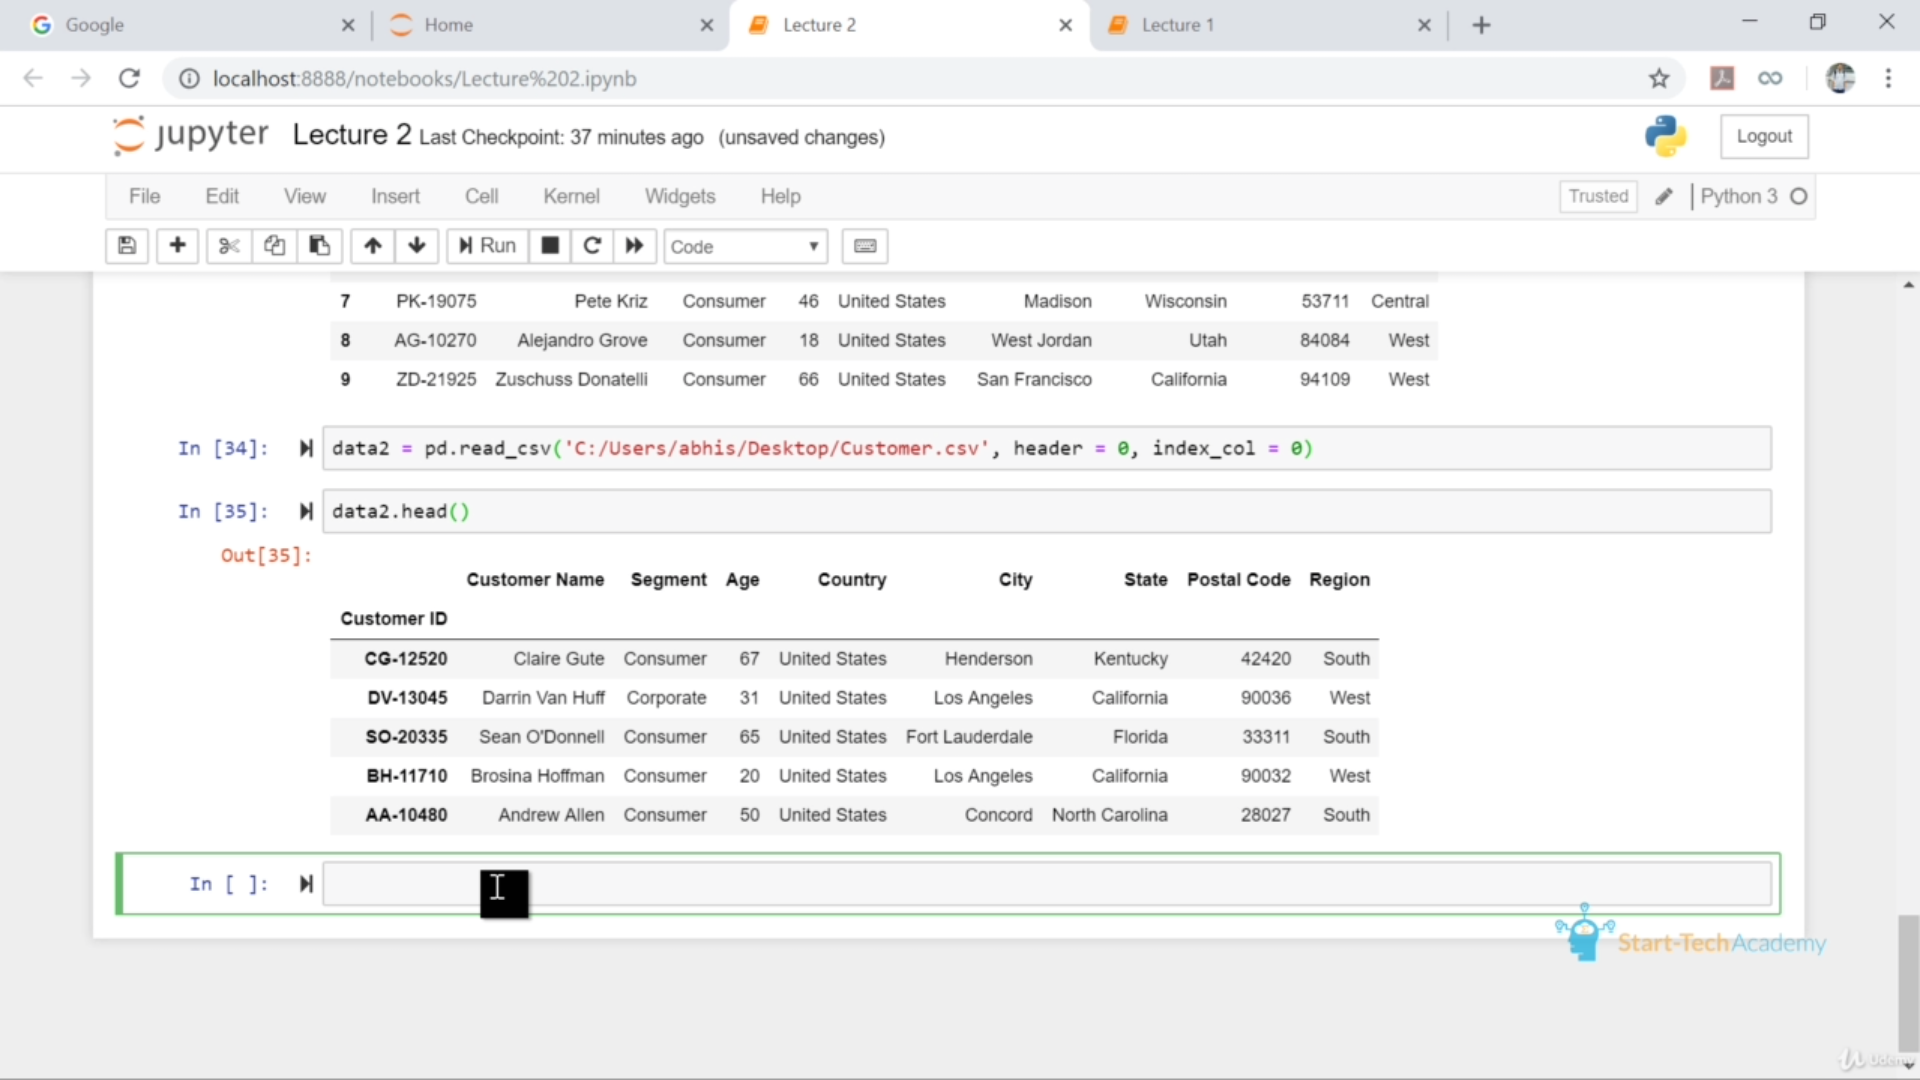 Google
Home
Lecture 2
Lecture 1
localhost:8888/notebooks/Lecture%202.ipynb
jupyter Lecture 2 Last Checkpoint: 37 minutes ago (unsaved changes)
Logout
File Edit View Insert Cell Kernel Widgets Help
Trusted
Python 3
Run
Code
7 PK-19075 Pete Kriz Consumer 46 United States Madison Wisconsin 53711 Central
8 AG-10270 Alejandro Grove Consumer 18 United States West Jordan Utah 84084 West
9 ZD-21925 Zuschuss Donatelli Consumer 66 United States San Francisco California 94109 West
In [34]: data2 = pd.read_csv('C:/Users/abhis/Desktop/Customer.csv', header = 0, index_col = 0)
In [35]: data2.head()
Out[35]:
Customer Name Segment Age Country City State Postal Code Region
Customer ID
CG-12520 Claire Gute Consumer 67 United States Henderson Kentucky 42420 South
DV-13045 Darrin Van Huff Corporate 31 United States Los Angeles California 90036 West
SO-20335 Sean O'Donnell Consumer 65 United States Fort Lauderdale Florida 33311 South
BH-11710 Brosina Hoffman Consumer 20 United States Los Angeles California 90032 West
AA-10480 Andrew Allen Consumer 50 United States Concord North Carolina 28027 South
In [ ]:
Start-TechAcademy
Udemy